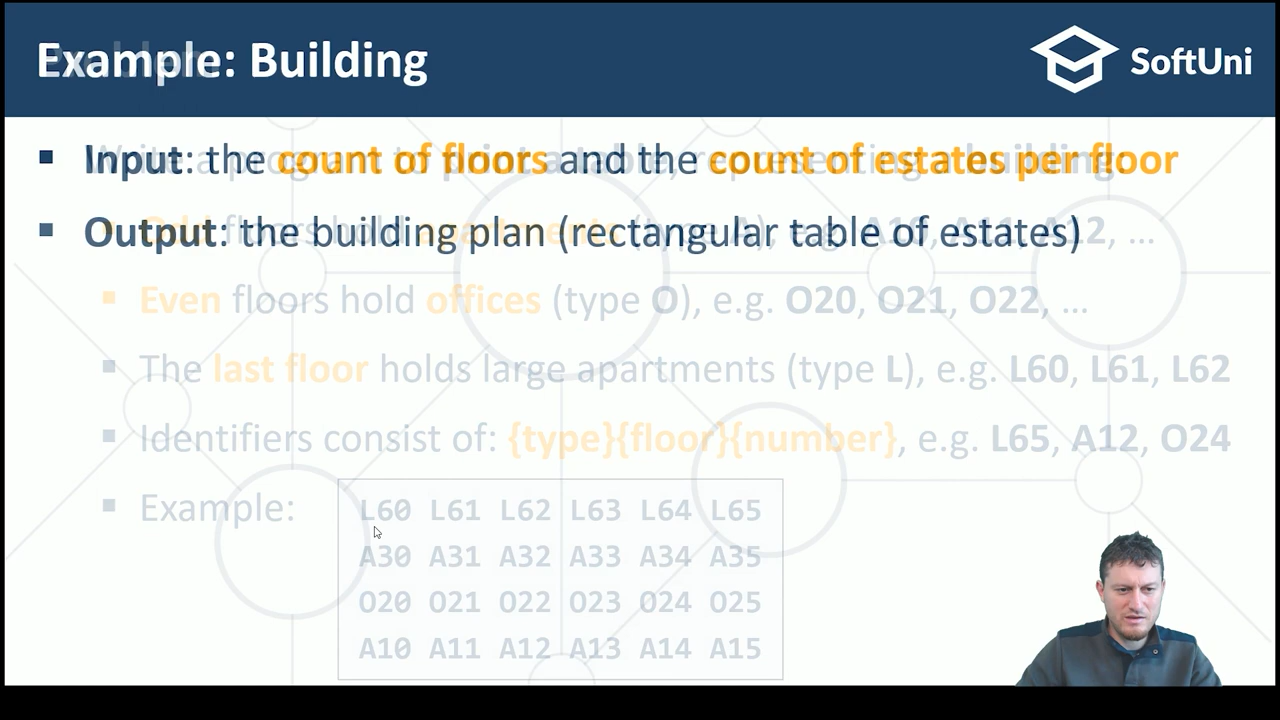 Example: Building
SoftUni
▪ Input: the count of floors and the count of estates per floor
▪ Output: the building plan (rectangular table of estates)
▪ Even floors hold offices (type O), e.g. O20, O21, O22, …
▪ The last floor holds large apartments (type L), e.g. L60, L61, L62
▪ Identifiers consist of: {type}{floor}{number}, e.g. L65, A12, O24
▪ Example:
L60 L61 L62 L63 L64 L65
A30 A31 A32 A33 A34 A35
O20 O21 O22 O23 O24 O25
A10 A11 A12 A13 A14 A15